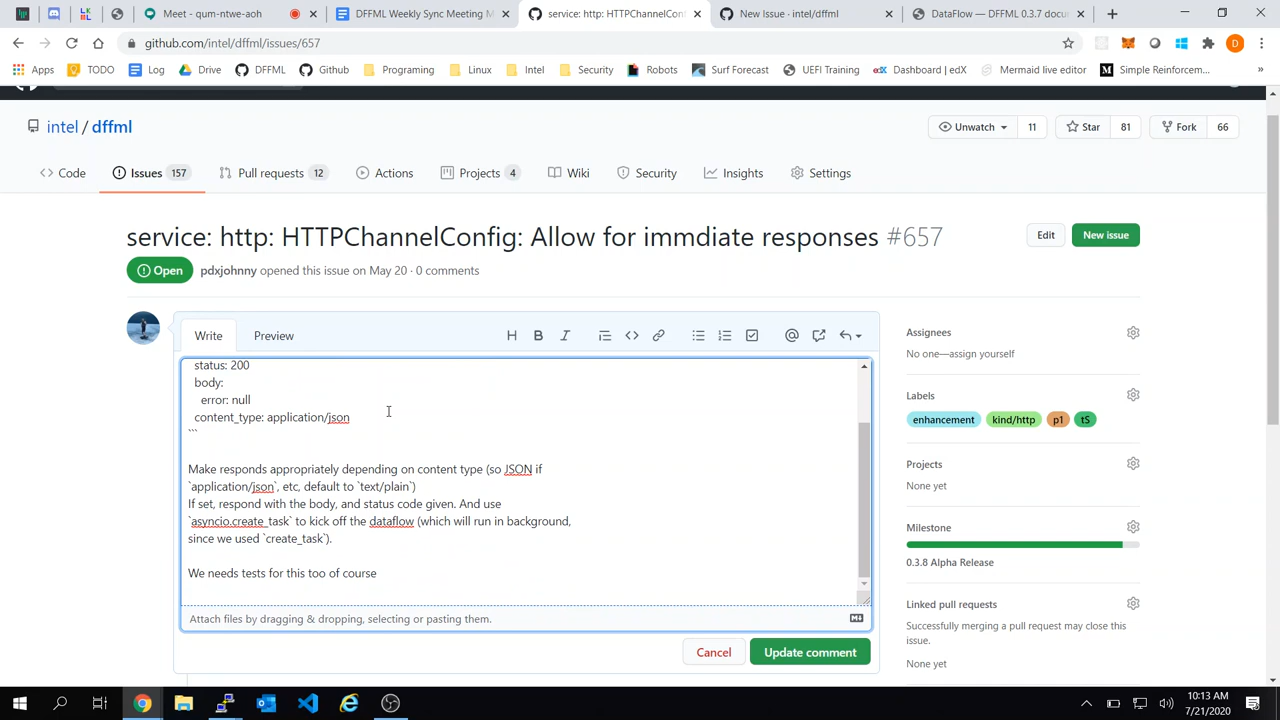 Meet - qum-ntwe-aoh
DFFML Weekly Sync Meeting M
service: http: HTTPChannelConf
New Issue · intel/dffml
DataFlow — DFFML 0.3.7 docu
github.com/intel/dffml/issues/657
D
Apps
TODO
Log
Drive
DFFML
Github
Programing
Linux
Intel
Security
Robots
Surf Forecast
UEFI Training
edX
Dashboard | edX
Mermaid live editor
M
Simple Reinforcem...
»
intel / dffml
Unwatch
11
Star
81
Fork
66
Code
Issues
157
Pull requests
12
Actions
Projects
4
Wiki
Security
Insights
Settings
service: http: HTTPChannelConfig: Allow for immdiate responses #657
Edit
New issue
Open
pdxjohnny opened this issue on May 20 · 0 comments
Write
Preview
status: 200
body:
error: null
content_type: application/json
```
Make responds appropriately depending on content type (so JSON if
`application/json`, etc, default to `text/plain`)
If set, respond with the body, and status code given. And use
`asyncio.create_task` to kick off the dataflow (which will run in background,
since we used `create_task`).
We needs tests for this too of course
Attach files by dragging & dropping, selecting or pasting them.
Cancel
Update comment
Assignees
No one—assign yourself
Labels
enhancement
kind/http
p1
tS
Projects
None yet
Milestone
0.3.8 Alpha Release
Linked pull requests
Successfully merging a pull request may close this
issue.
None yet
10:13 AM
7/21/2020